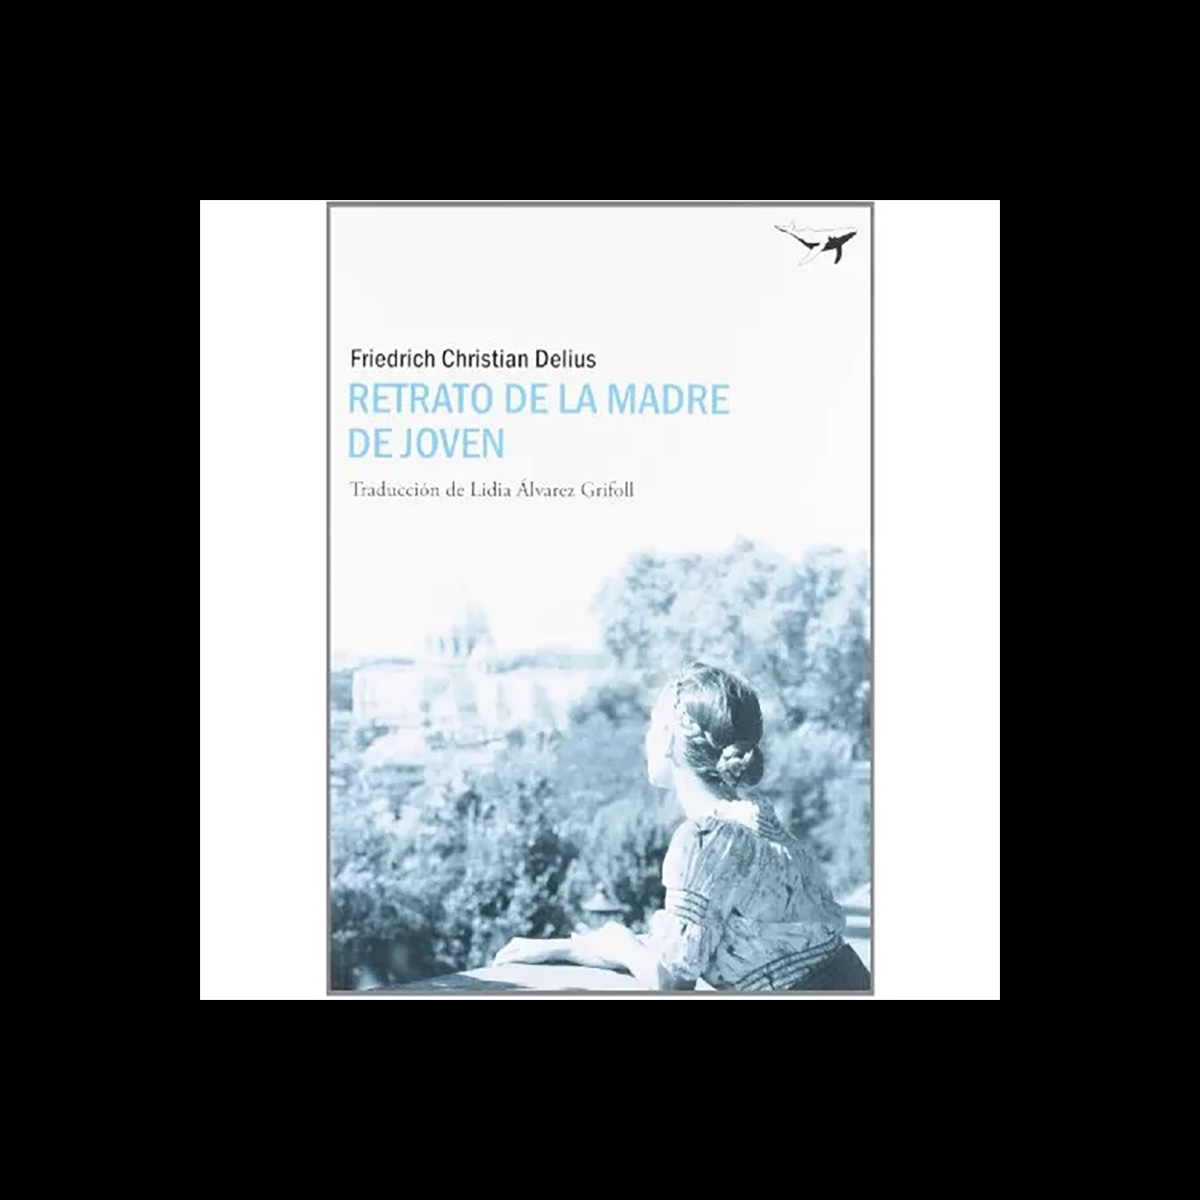 Friedrich Christian Delius
RETRATO DE LA MADRE
DE JOVEN
Traducción de Lidia Álvarez Grifoll